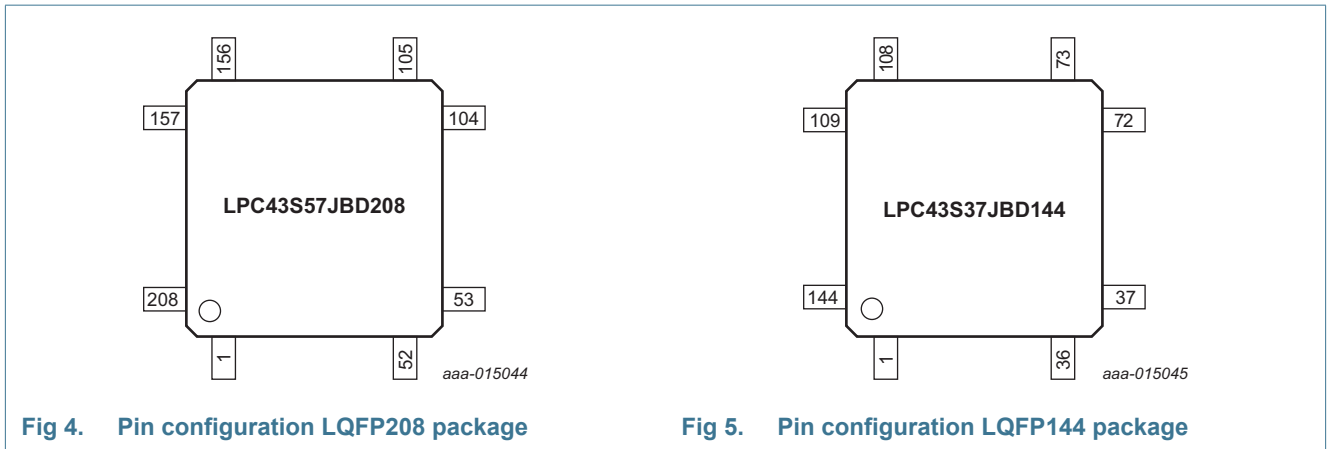 156
105
157
104
LPC43S57JBD208
208
53
1
52
aaa-015044
Fig 4. Pin configuration LQFP208 package
108
73
109
72
LPC43S37JBD144
144
37
1
36
aaa-015045
Fig 5. Pin configuration LQFP144 package